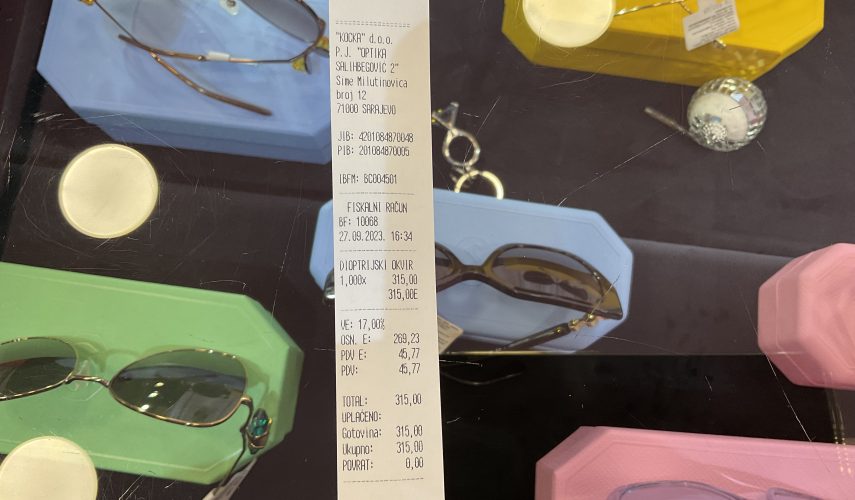 "KOCKA" d.o.o.
P.J. "OPTIKA
SALIHBEGOVIC 2"
Sime Milutinovica
broj 12
71000 SARAJEVO
JIB: 4201084870048
PIB: 201084870005
IBFM: BC004501
FISKALNI RAČUN
BF: 10068
27.09.2023. 16:34
DIOPTRIJSKI OKVIR
1,000x 315,00
315,00E
VE: 17,00%
OSN. E: 269,23
PDV E: 45,77
PDV: 45,77
TOTAL: 315,00
UPLAĆENO:
Gotovina: 315,00
Ukupno: 315,00
POVRAT: 0,00